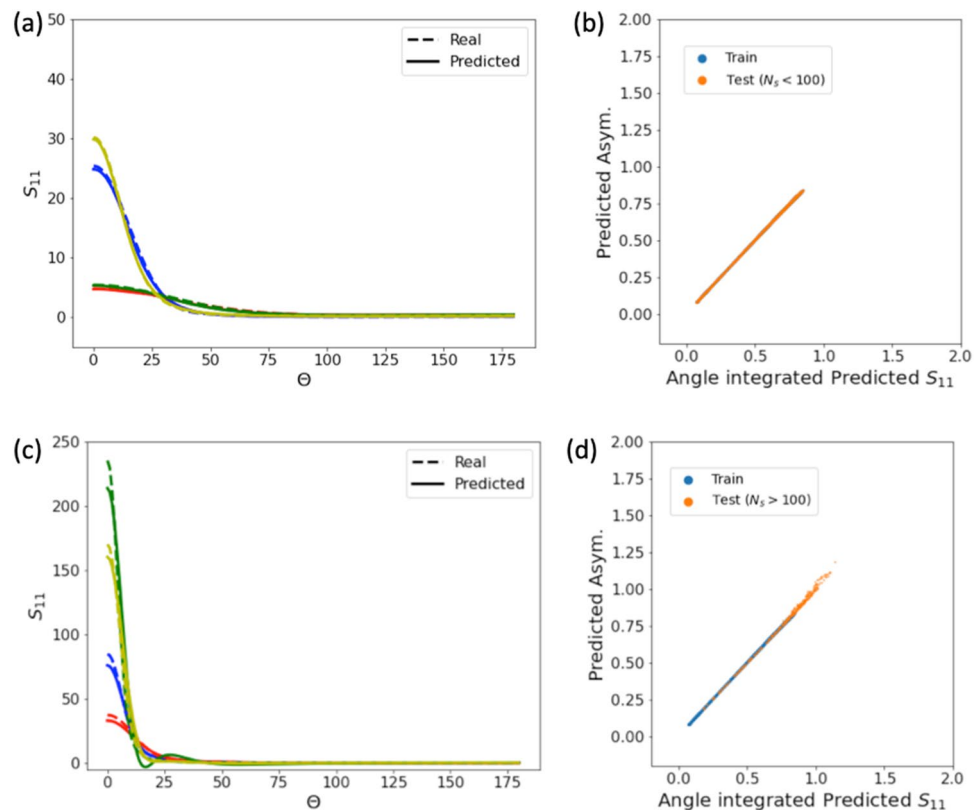 (a)
50
40
30
20
10
0
S11
0 25 50 75 100 125 150 175
Θ
Real
Predicted
(b)
2.00
1.75
1.50
1.25
1.00
0.75
0.50
0.25
0.00
Predicted Asym.
Train
Test (Ns < 100)
0.0 0.5 1.0 1.5 2.0
Angle integrated Predicted S11
(c)
250
200
150
100
50
0
S11
0 25 50 75 100 125 150 175
Θ
Real
Predicted
(d)
2.00
1.75
1.50
1.25
1.00
0.75
0.50
0.25
0.00
Predicted Asym.
Train
Test (Ns > 100)
0.0 0.5 1.0 1.5 2.0
Angle integrated Predicted S11